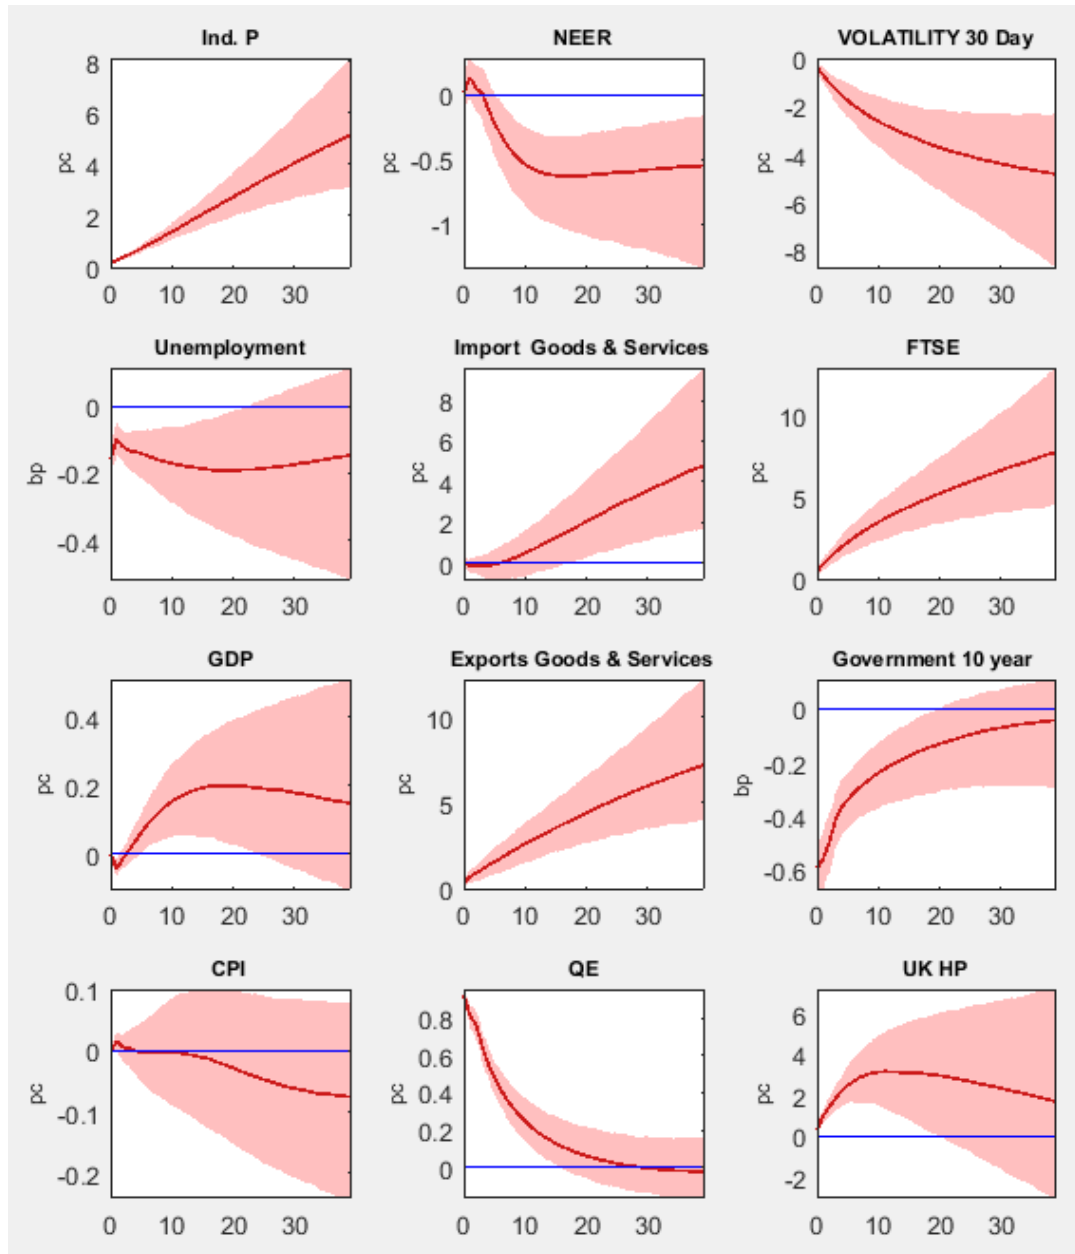 Ind. P
NEER
VOLATILITY 30 Day
pc
8
6
4
2
0
0 10 20 30
pc
0
-0.5
-1
0 10 20 30
pc
0
-2
-4
-6
-8
0 10 20 30
Unemployment
Import Goods & Services
FTSE
bp
0
-0.2
-0.4
0 10 20 30
pc
8
6
4
2
0
0 10 20 30
pc
10
5
0
0 10 20 30
GDP
Exports Goods & Services
Government 10 year
pc
0.4
0.2
0
0 10 20 30
pc
10
5
0
0 10 20 30
bp
0
-0.2
-0.4
-0.6
0 10 20 30
CPI
QE
UK HP
pc
0.1
0
-0.1
-0.2
0 10 20 30
pc
0.8
0.6
0.4
0.2
0
0 10 20 30
pc
6
4
2
0
-2
0 10 20 30